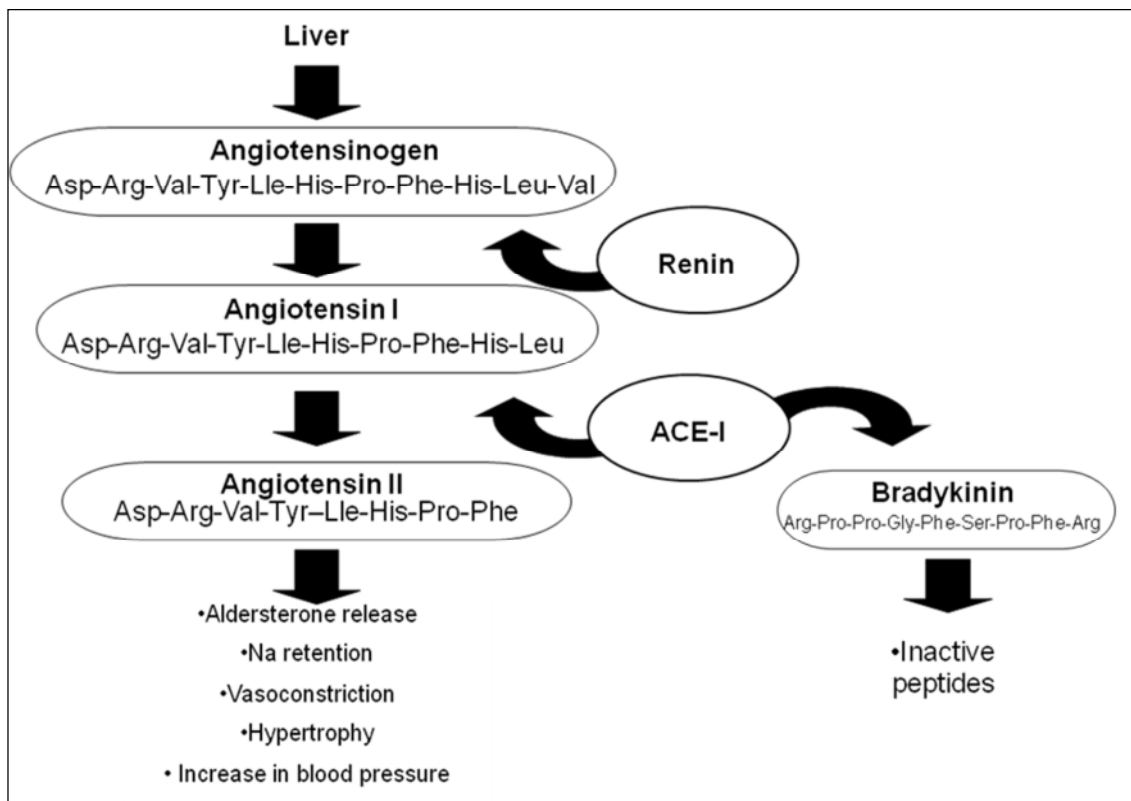 Liver
Angiotensinogen
Asp-Arg-Val-Tyr-Lle-His-Pro-Phe-His-Leu-Val
Renin
Angiotensin I
Asp-Arg-Val-Tyr-Lle-His-Pro-Phe-His-Leu
ACE-I
Angiotensin II
Asp-Arg-Val-Tyr–Lle-His-Pro-Phe
Bradykinin
Arg-Pro-Pro-Gly-Phe-Ser-Pro-Phe-Arg
•Aldersterone release
•Na retention
•Vasoconstriction
•Hypertrophy
• Increase in blood pressure
•Inactive
peptides